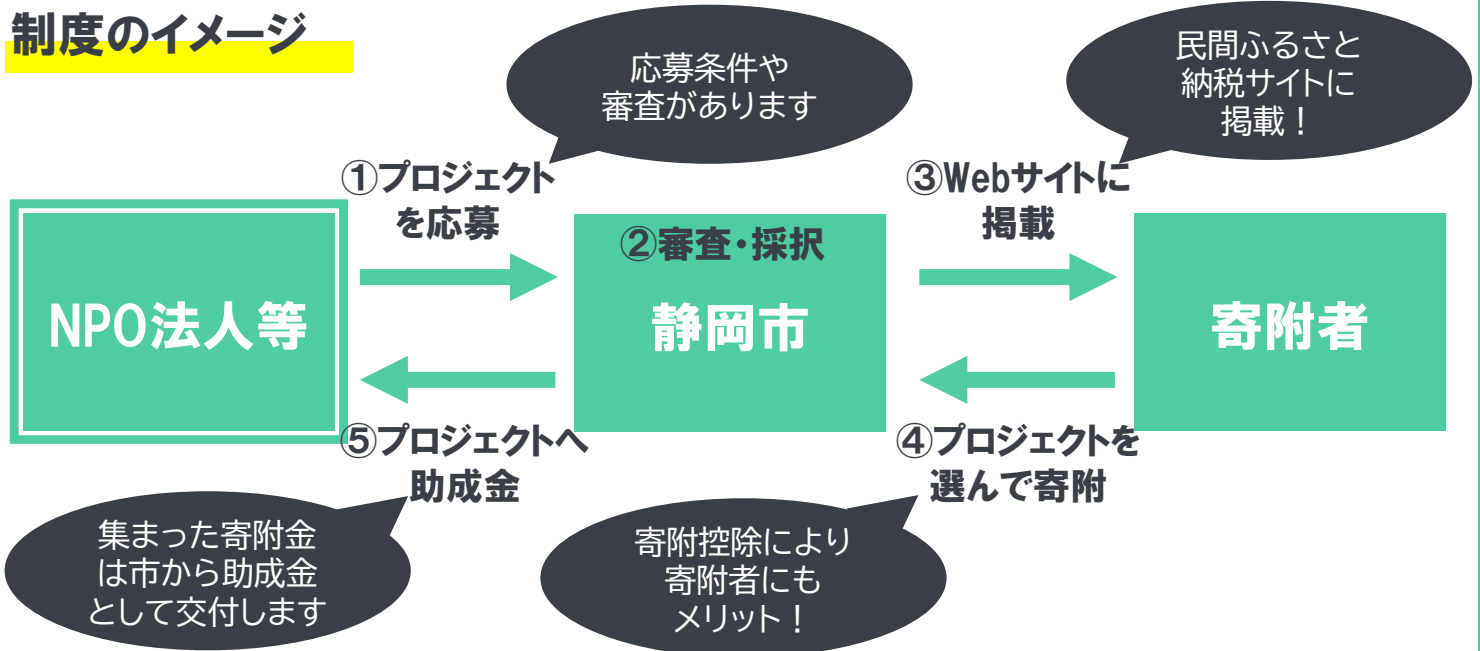 制度のイメージ
応募条件や
審査があります
民間ふるさと
納税サイトに
掲載！
①プロジェクト
を応募
③Webサイトに
掲載
②審査・採択
NPO法人等
静岡市
寄附者
⑤プロジェクトへ
助成金
④プロジェクトを
選んで寄附
集まった寄附金
は市から助成金
として交付します
寄附控除により
寄附者にも
メリット！